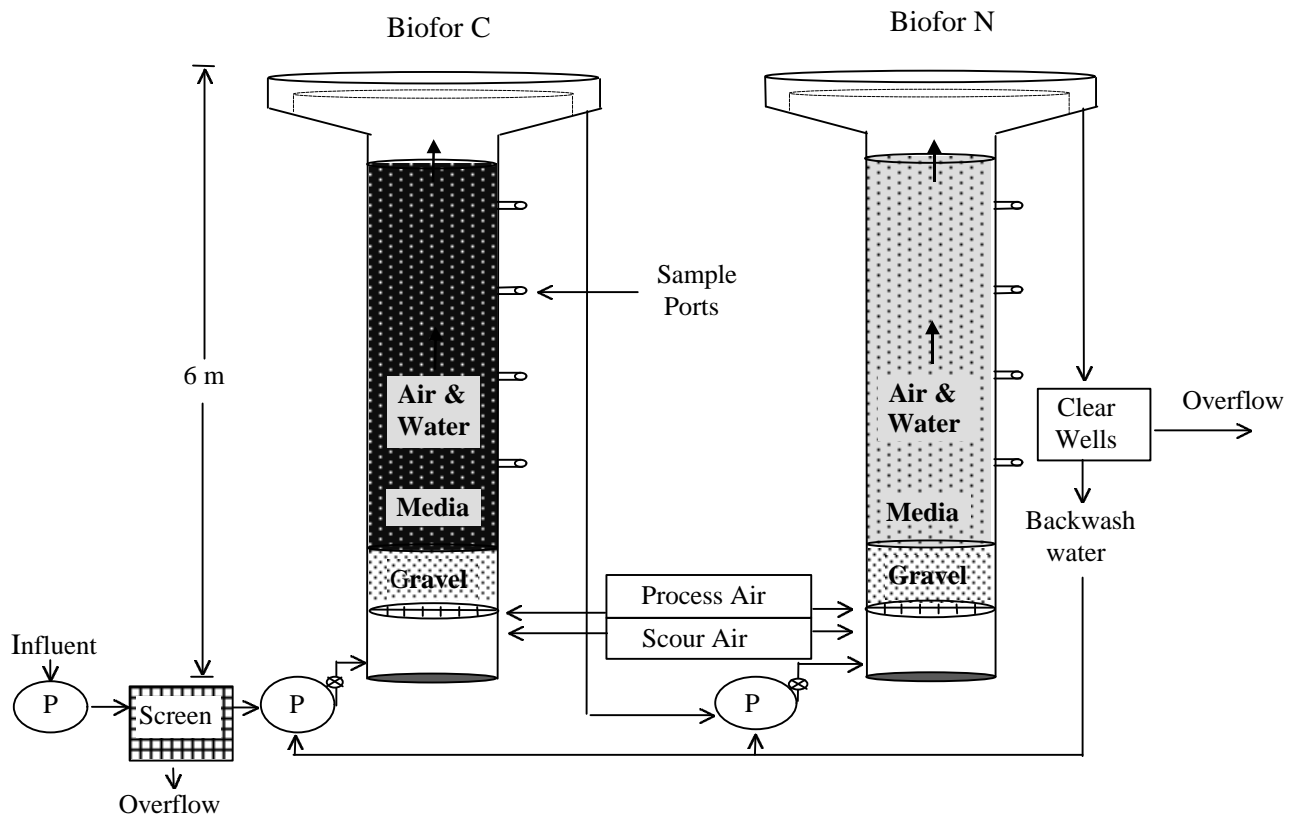 Biofor C
Biofor N
Sample
Ports
6 m
Air &
Water
Media
Gravel
Air &
Water
Media
Gravel
Clear
Wells
Overflow
Backwash
water
Process Air
Scour Air
Influent
P
Screen
P
P
Overflow